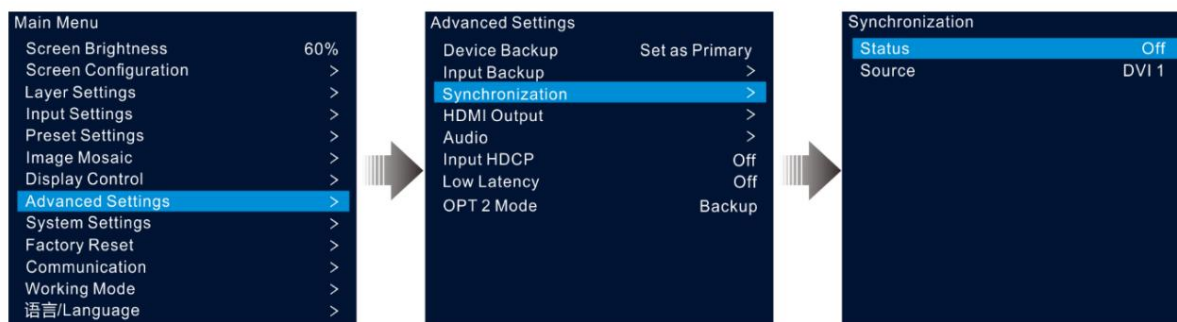 Main Menu
Screen Brightness 60%
Screen Configuration >
Layer Settings >
Input Settings >
Preset Settings >
Image Mosaic >
Display Control >
Advanced Settings >
System Settings >
Factory Reset >
Communication >
Working Mode >
语言/Language >
Advanced Settings
Device Backup Set as Primary
Input Backup >
Synchronization >
HDMI Output >
Audio >
Input HDCP Off
Low Latency Off
OPT 2 Mode Backup
Synchronization
Status Off
Source DVI 1